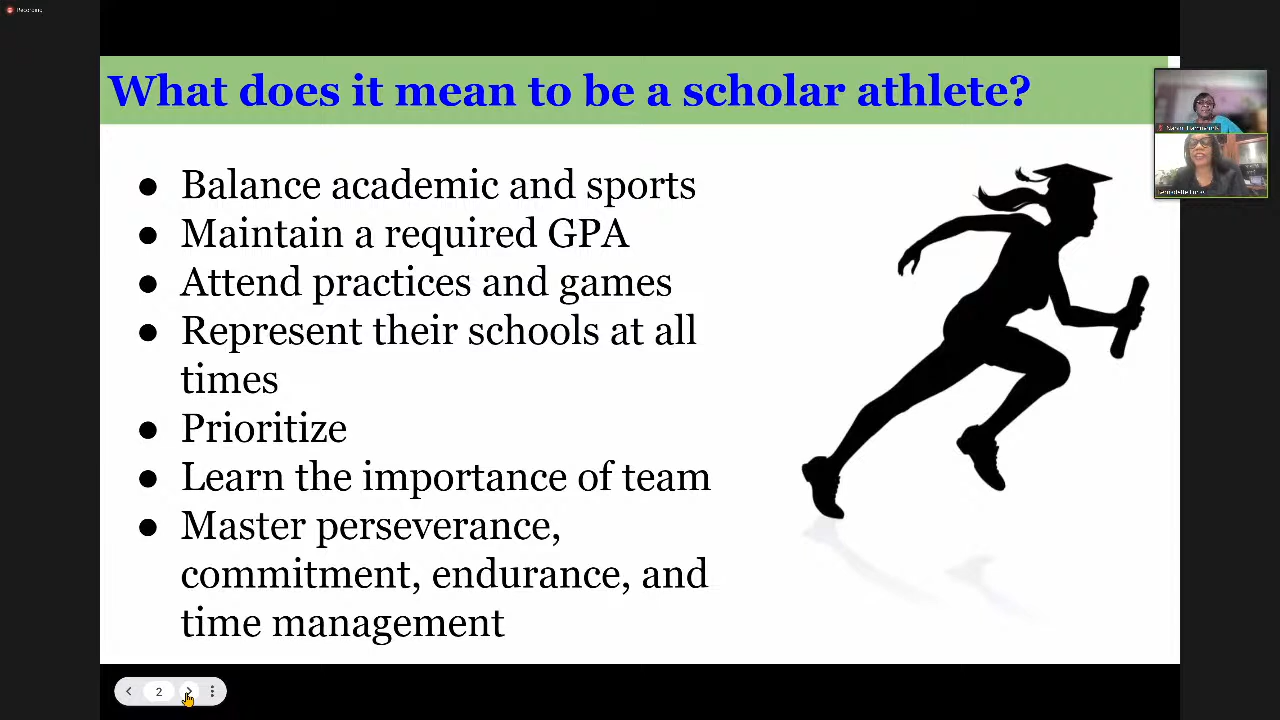 Recording
What does it mean to be a scholar athlete?
● Balance academic and sports
● Maintain a required GPA
● Attend practices and games
● Represent their schools at all
times
● Prioritize
● Learn the importance of team
● Master perseverance,
commitment, endurance, and
time management
2